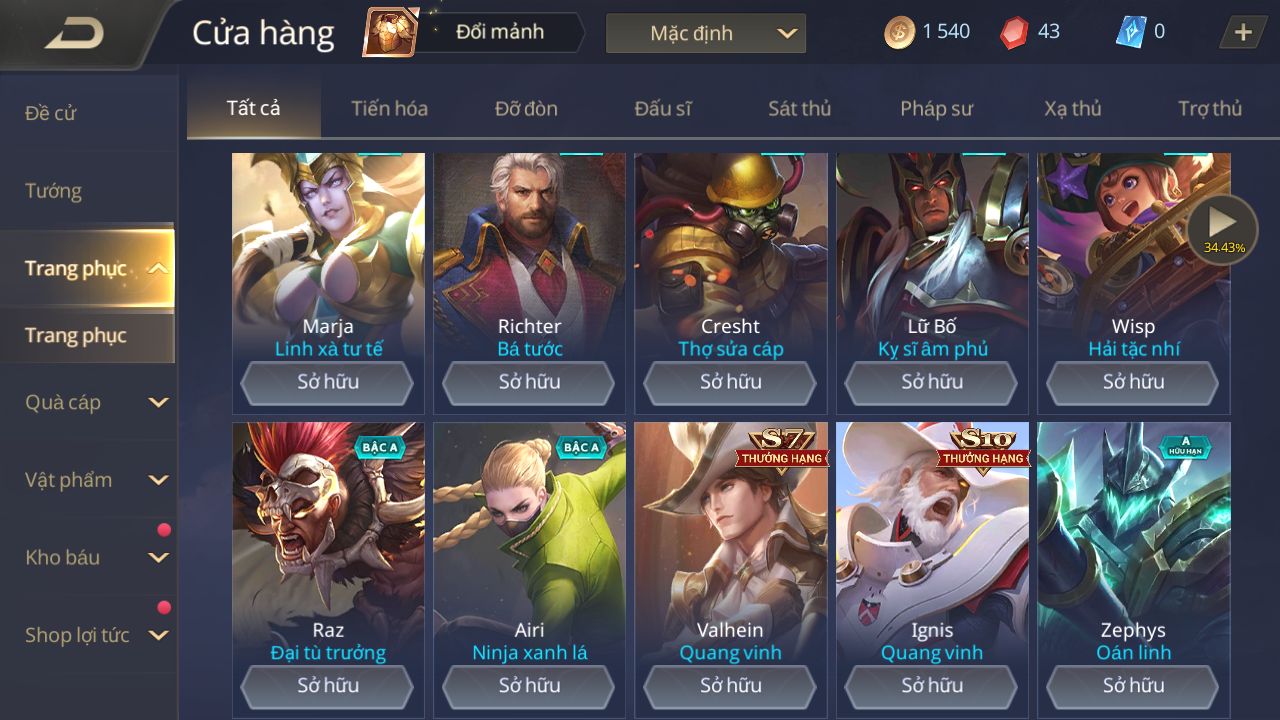 Cửa hàng
Đổi mảnh
Mặc định
1 540
43
0
Đề cử
Tướng
Trang phục
Trang phục
Quà cáp
Vật phẩm
Kho báu
Shop lợi tức
Tất cả
Tiến hóa
Đỡ đòn
Đấu sĩ
Sát thủ
Pháp sư
Xạ thủ
Trợ thủ
34.43%
Marja
Linh xà tư tế
Sở hữu
Richter
Bá tước
Sở hữu
Cresht
Thợ sửa cáp
Sở hữu
Lữ Bố
Kỵ sĩ âm phủ
Sở hữu
Wisp
Hải tặc nhí
Sở hữu
BẬC A
Raz
Đại tù trưởng
Sở hữu
BẬC A
Airi
Ninja xanh lá
Sở hữu
S7
THƯỞNG HẠNG
Valhein
Quang vinh
Sở hữu
S10
THƯỞNG HẠNG
Ignis
Quang vinh
Sở hữu
A
HỮU HẠN
Zephys
Oán linh
Sở hữu